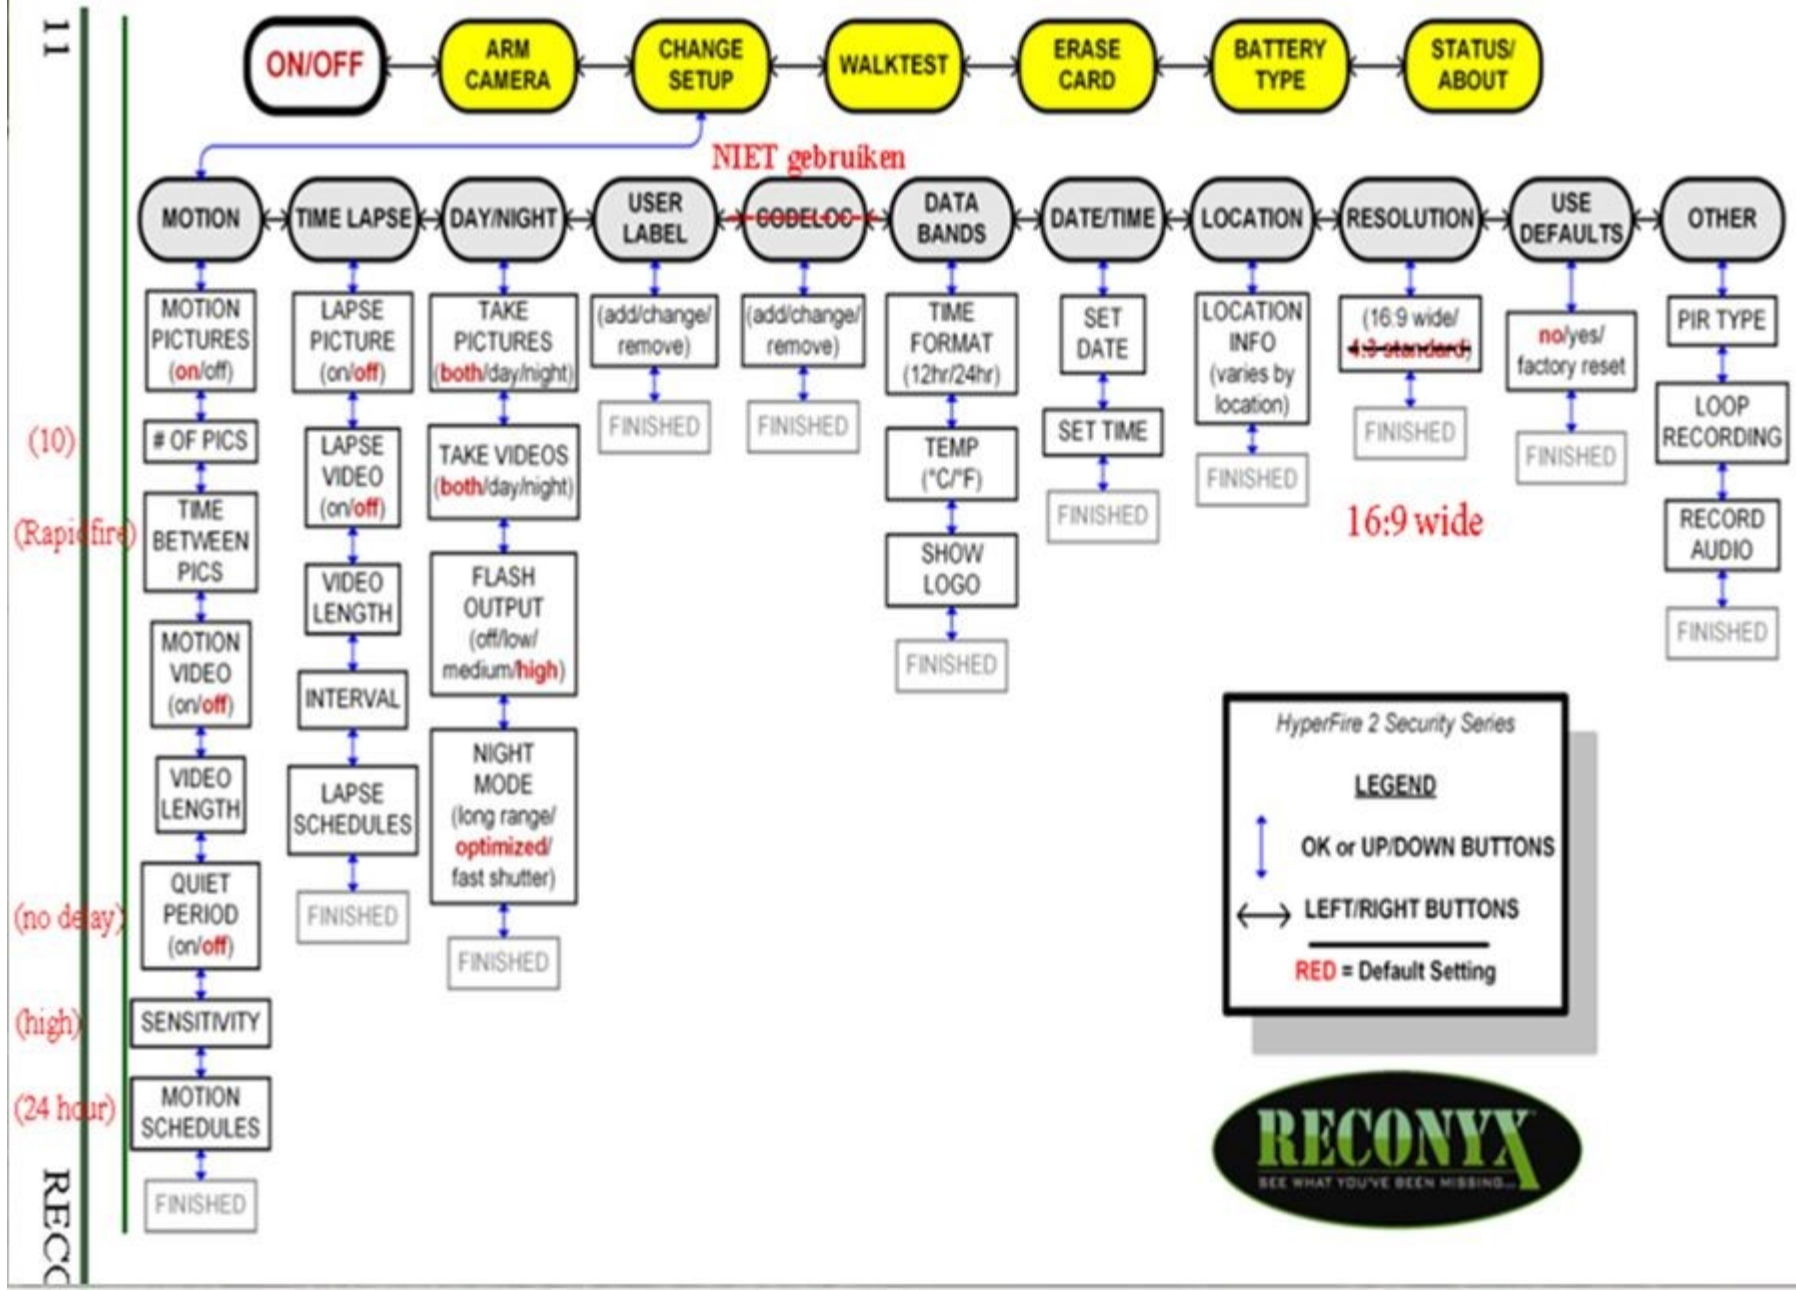 11
ON/OFF
ARM
CAMERA
CHANGE
SETUP
WALKTEST
ERASE
CARD
BATTERY
TYPE
STATUS/
ABOUT
NIET gebruiken
MOTION
TIME LAPSE
DAY/NIGHT
USER
LABEL
CODELOC
DATA
BANDS
DATE/TIME
LOCATION
RESOLUTION
USE
DEFAULTS
OTHER
MOTION
PICTURES
(on/off)
(10)
# OF PICS
(Rapidfire)
TIME
BETWEEN
PICS
MOTION
VIDEO
(on/off)
VIDEO
LENGTH
(no delay)
QUIET
PERIOD
(on/off)
(high)
SENSITIVITY
(24 hour)
MOTION
SCHEDULES
FINISHED
LAPSE
PICTURE
(on/off)
LAPSE
VIDEO
(on/off)
VIDEO
LENGTH
INTERVAL
LAPSE
SCHEDULES
FINISHED
TAKE
PICTURES
(both/day/night)
TAKE VIDEOS
(both/day/night)
FLASH
OUTPUT
(off/low/
medium/high)
NIGHT
MODE
(long range/
optimized/
fast shutter)
FINISHED
(add/change/
remove)
FINISHED
(add/change/
remove)
FINISHED
TIME
FORMAT
(12hr/24hr)
TEMP
(°C/°F)
SHOW
LOGO
FINISHED
SET
DATE
SET TIME
FINISHED
LOCATION
INFO
(varies by
location)
FINISHED
(16:9 wide/
4:3 standard)
FINISHED
16:9 wide
no/yes/
factory reset
FINISHED
PIR TYPE
LOOP
RECORDING
RECORD
AUDIO
FINISHED
HyperFire 2 Security Series
LEGEND
OK or UP/DOWN BUTTONS
LEFT/RIGHT BUTTONS
RED = Default Setting
RECONYX
SEE WHAT YOU'VE BEEN MISSING...
RECO